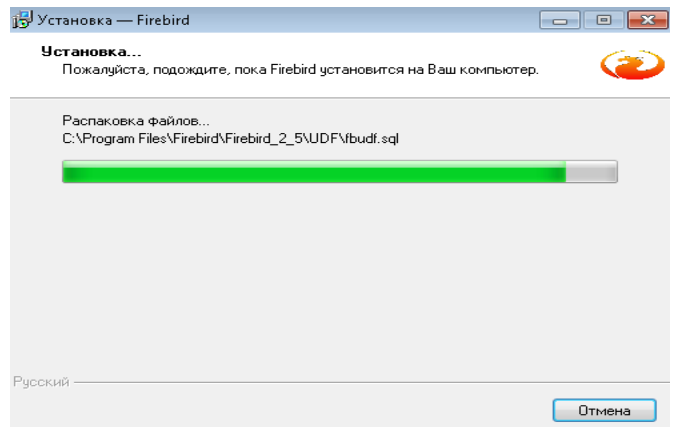 Установка — Firebird
Установка...
Пожалуйста, подождите, пока Firebird установится на Ваш компьютер.
Распаковка файлов...
C:\Program Files\Firebird\Firebird_2_5\UDF\fbudf.sql
Русский
Отмена